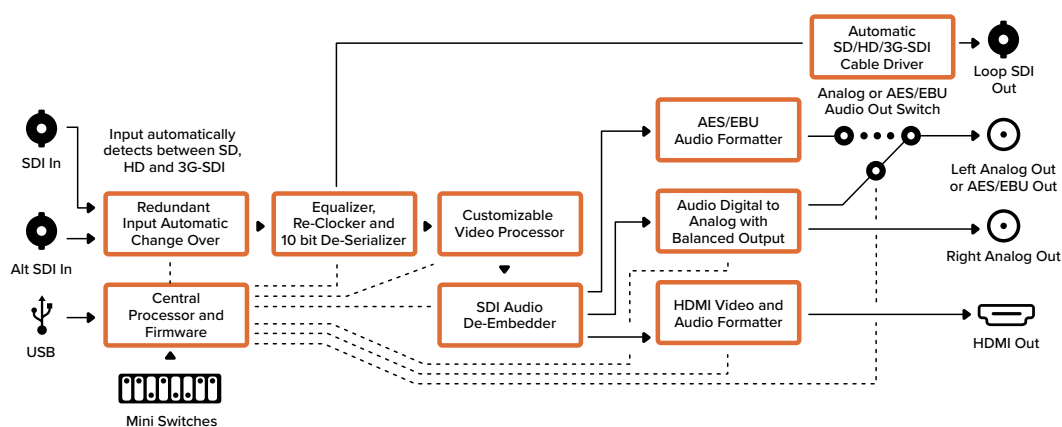 Automatic
SD/HD/3G-SDI
Cable Driver
Loop SDI
Out
Analog or AES/EBU
Audio Out Switch
SDI In
Input automatically
detects between SD,
HD and 3G-SDI
AES/EBU
Audio Formatter
Left Analog Out
or AES/EBU Out
Alt SDI In
Redundant
Input Automatic
Change Over
Equalizer,
Re-Clocker and
10 bit De-Serializer
Customizable
Video Processor
Audio Digital to
Analog with
Balanced Output
Right Analog Out
USB
Central
Processor and
Firmware
SDI Audio
De-Embedder
HDMI Video and
Audio Formatter
HDMI Out
Mini Switches